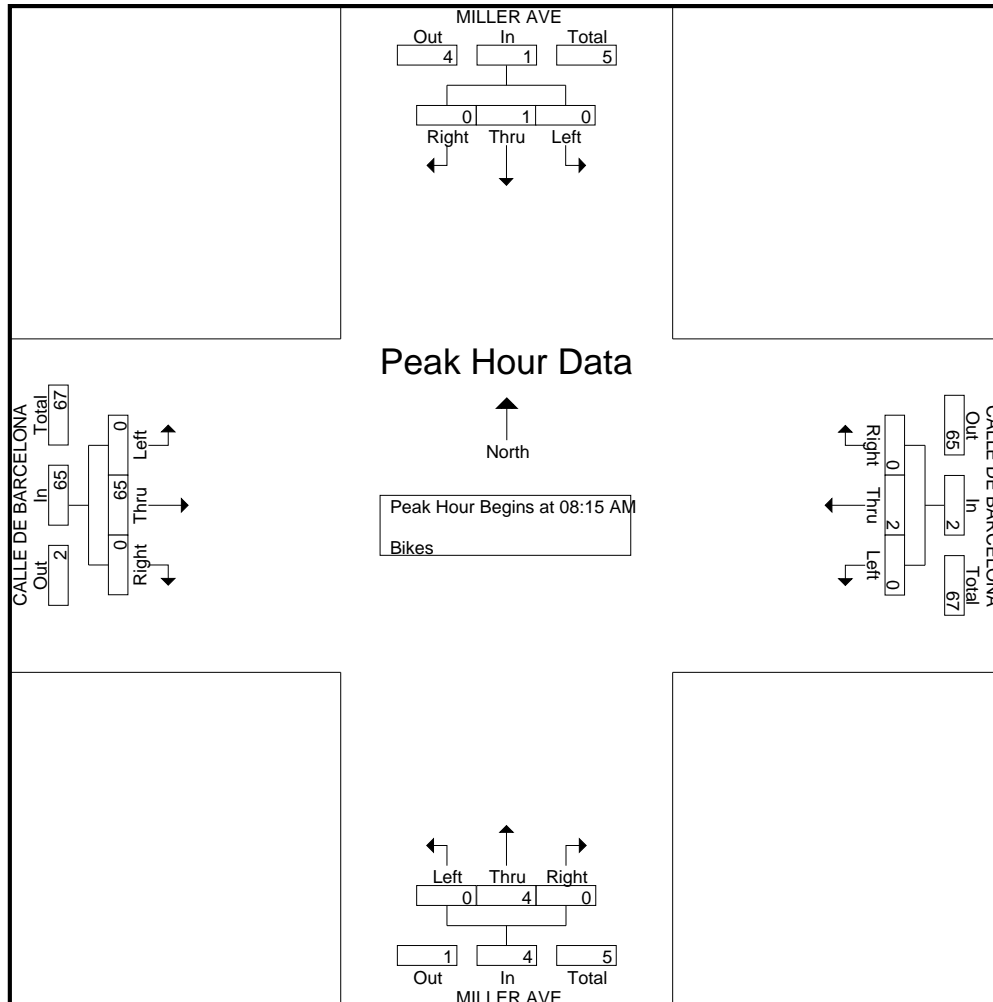 MILLER AVE
Out In Total
4 1 5
0 1 0
Right Thru Left
Peak Hour Data
North
Peak Hour Begins at 08:15 AM
Bikes
CALLE DE BARCELONA
Out In Total
2 65 67
Right Thru Left
0 65 0
CALLE DE BARCELONA
Out In Total
65 2 67
Right Thru Left
0 2 0
Left Thru Right
0 4 0
1 4 5
Out In Total
MILLER AVE